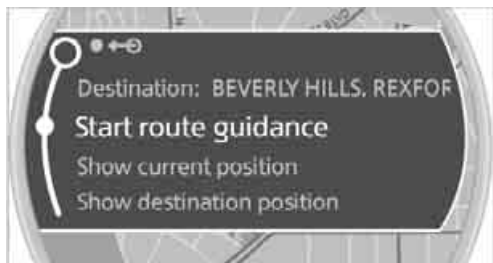 Destination: BEVERLY HILLS, REXFOR
Start route guidance
Show current position
Show destination position